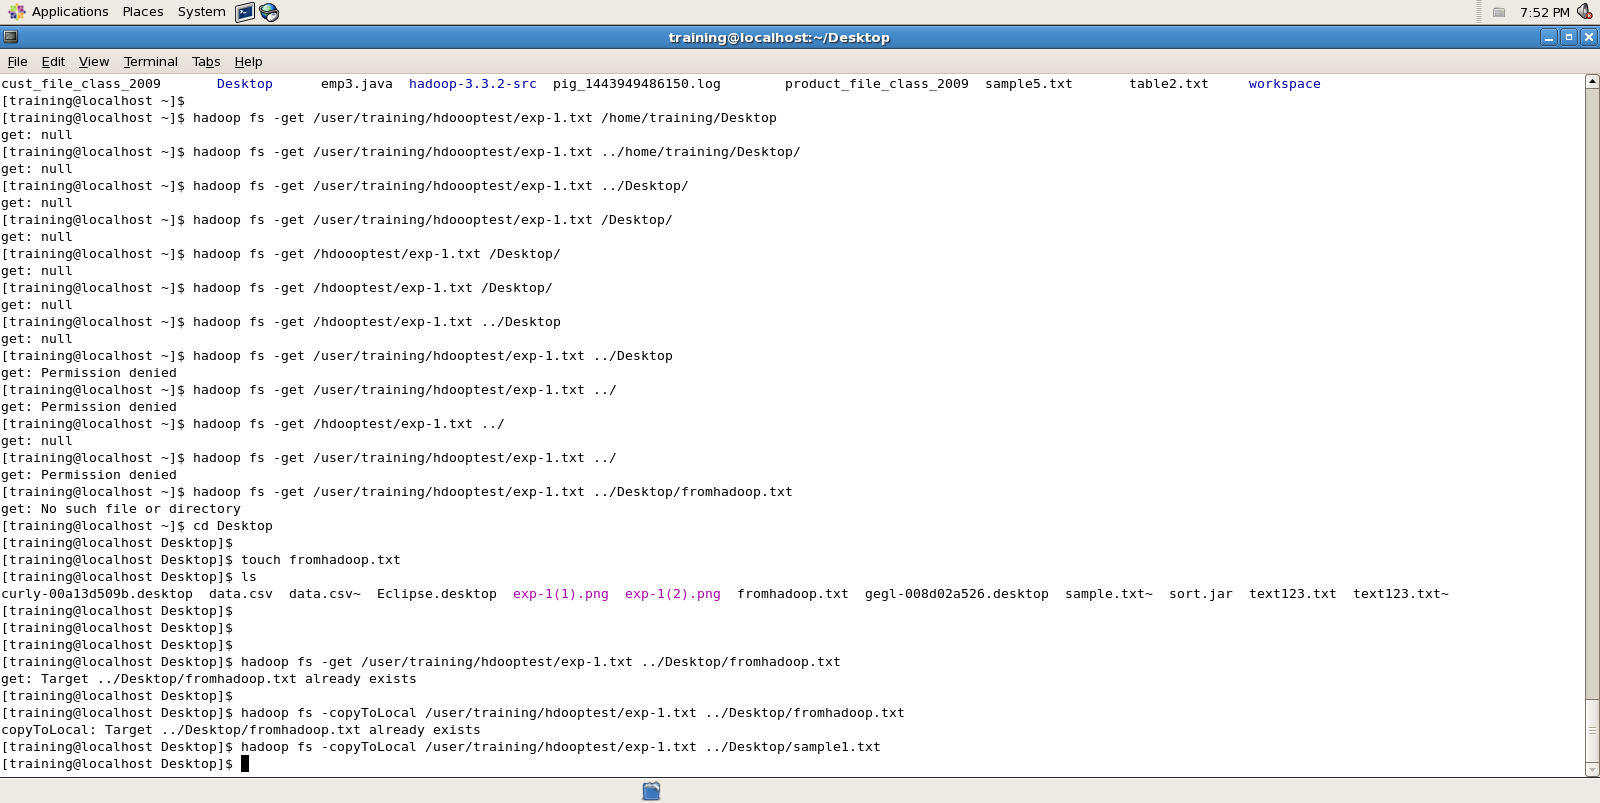 Applications Places System 7:52 PM
training@localhost:~/Desktop
File Edit View Terminal Tabs Help
cust_file_class_2009 Desktop emp3.java hadoop-3.3.2-src pig_1443949486150.log product_file_class_2009 sample5.txt table2.txt workspace
[training@localhost ~]$
[training@localhost ~]$ hadoop fs -get /user/training/hdoooptest/exp-1.txt /home/training/Desktop
get: null
[training@localhost ~]$ hadoop fs -get /user/training/hdoooptest/exp-1.txt ../home/training/Desktop/
get: null
[training@localhost ~]$ hadoop fs -get /user/training/hdoooptest/exp-1.txt ../Desktop/
get: null
[training@localhost ~]$ hadoop fs -get /user/training/hdoooptest/exp-1.txt /Desktop/
get: null
[training@localhost ~]$ hadoop fs -get /hdoooptest/exp-1.txt /Desktop/
get: null
[training@localhost ~]$ hadoop fs -get /hdooptest/exp-1.txt /Desktop/
get: null
[training@localhost ~]$ hadoop fs -get /hdooptest/exp-1.txt ../Desktop
get: null
[training@localhost ~]$ hadoop fs -get /user/training/hdooptest/exp-1.txt ../Desktop
get: Permission denied
[training@localhost ~]$ hadoop fs -get /user/training/hdooptest/exp-1.txt ../
get: Permission denied
[training@localhost ~]$ hadoop fs -get /hdooptest/exp-1.txt ../
get: null
[training@localhost ~]$ hadoop fs -get /user/training/hdooptest/exp-1.txt ../
get: Permission denied
[training@localhost ~]$ hadoop fs -get /user/training/hdooptest/exp-1.txt ../Desktop/fromhadoop.txt
get: No such file or directory
[training@localhost ~]$ cd Desktop
[training@localhost Desktop]$
[training@localhost Desktop]$ touch fromhadoop.txt
[training@localhost Desktop]$ ls
curly-00a13d509b.desktop data.csv data.csv~ Eclipse.desktop exp-1(1).png exp-1(2).png fromhadoop.txt gegl-008d02a526.desktop sample.txt~ sort.jar text123.txt text123.txt~
[training@localhost Desktop]$
[training@localhost Desktop]$
[training@localhost Desktop]$
[training@localhost Desktop]$ hadoop fs -get /user/training/hdooptest/exp-1.txt ../Desktop/fromhadoop.txt
get: Target ../Desktop/fromhadoop.txt already exists
[training@localhost Desktop]$
[training@localhost Desktop]$ hadoop fs -copyToLocal /user/training/hdooptest/exp-1.txt ../Desktop/fromhadoop.txt
copyToLocal: Target ../Desktop/fromhadoop.txt already exists
[training@localhost Desktop]$ hadoop fs -copyToLocal /user/training/hdooptest/exp-1.txt ../Desktop/sample1.txt
[training@localhost Desktop]$